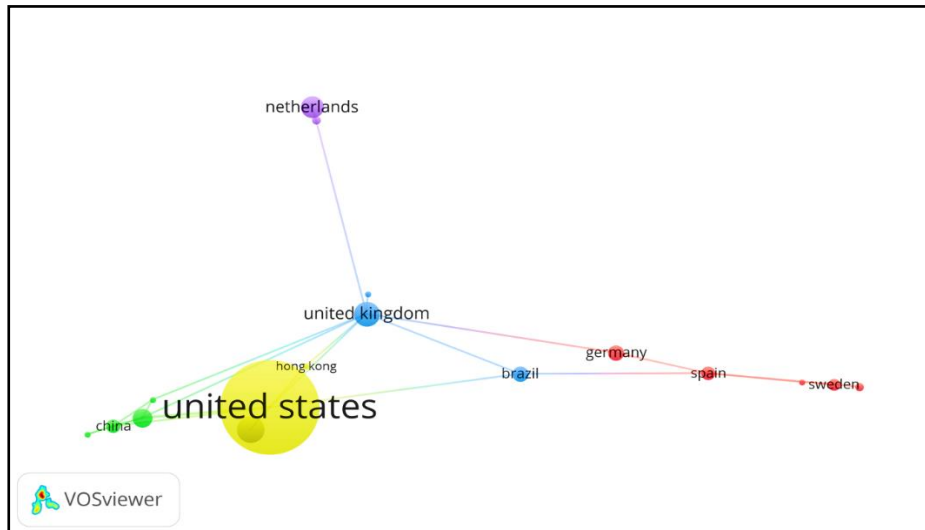 netherlands
united kingdom
hong kong
germany
brazil
spain
sweden
united states
china
VOSviewer